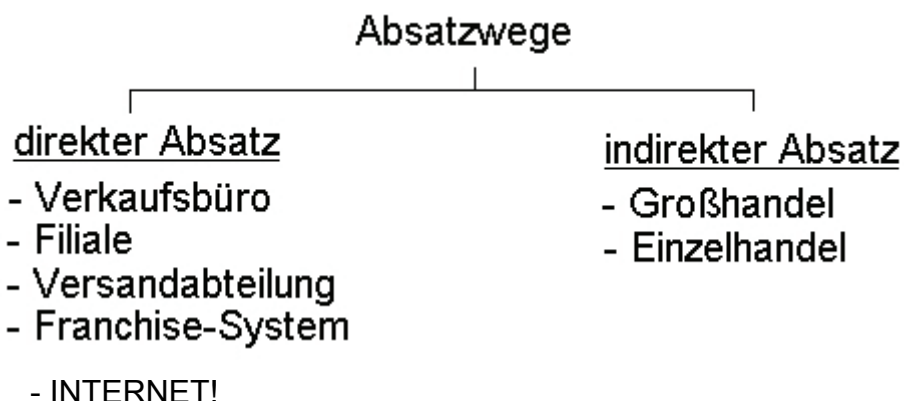 Absatzwege
direkter Absatz
- Verkaufsbüro
- Filiale
- Versandabteilung
- Franchise-System
- INTERNET!
indirekter Absatz
- Großhandel
- Einzelhandel